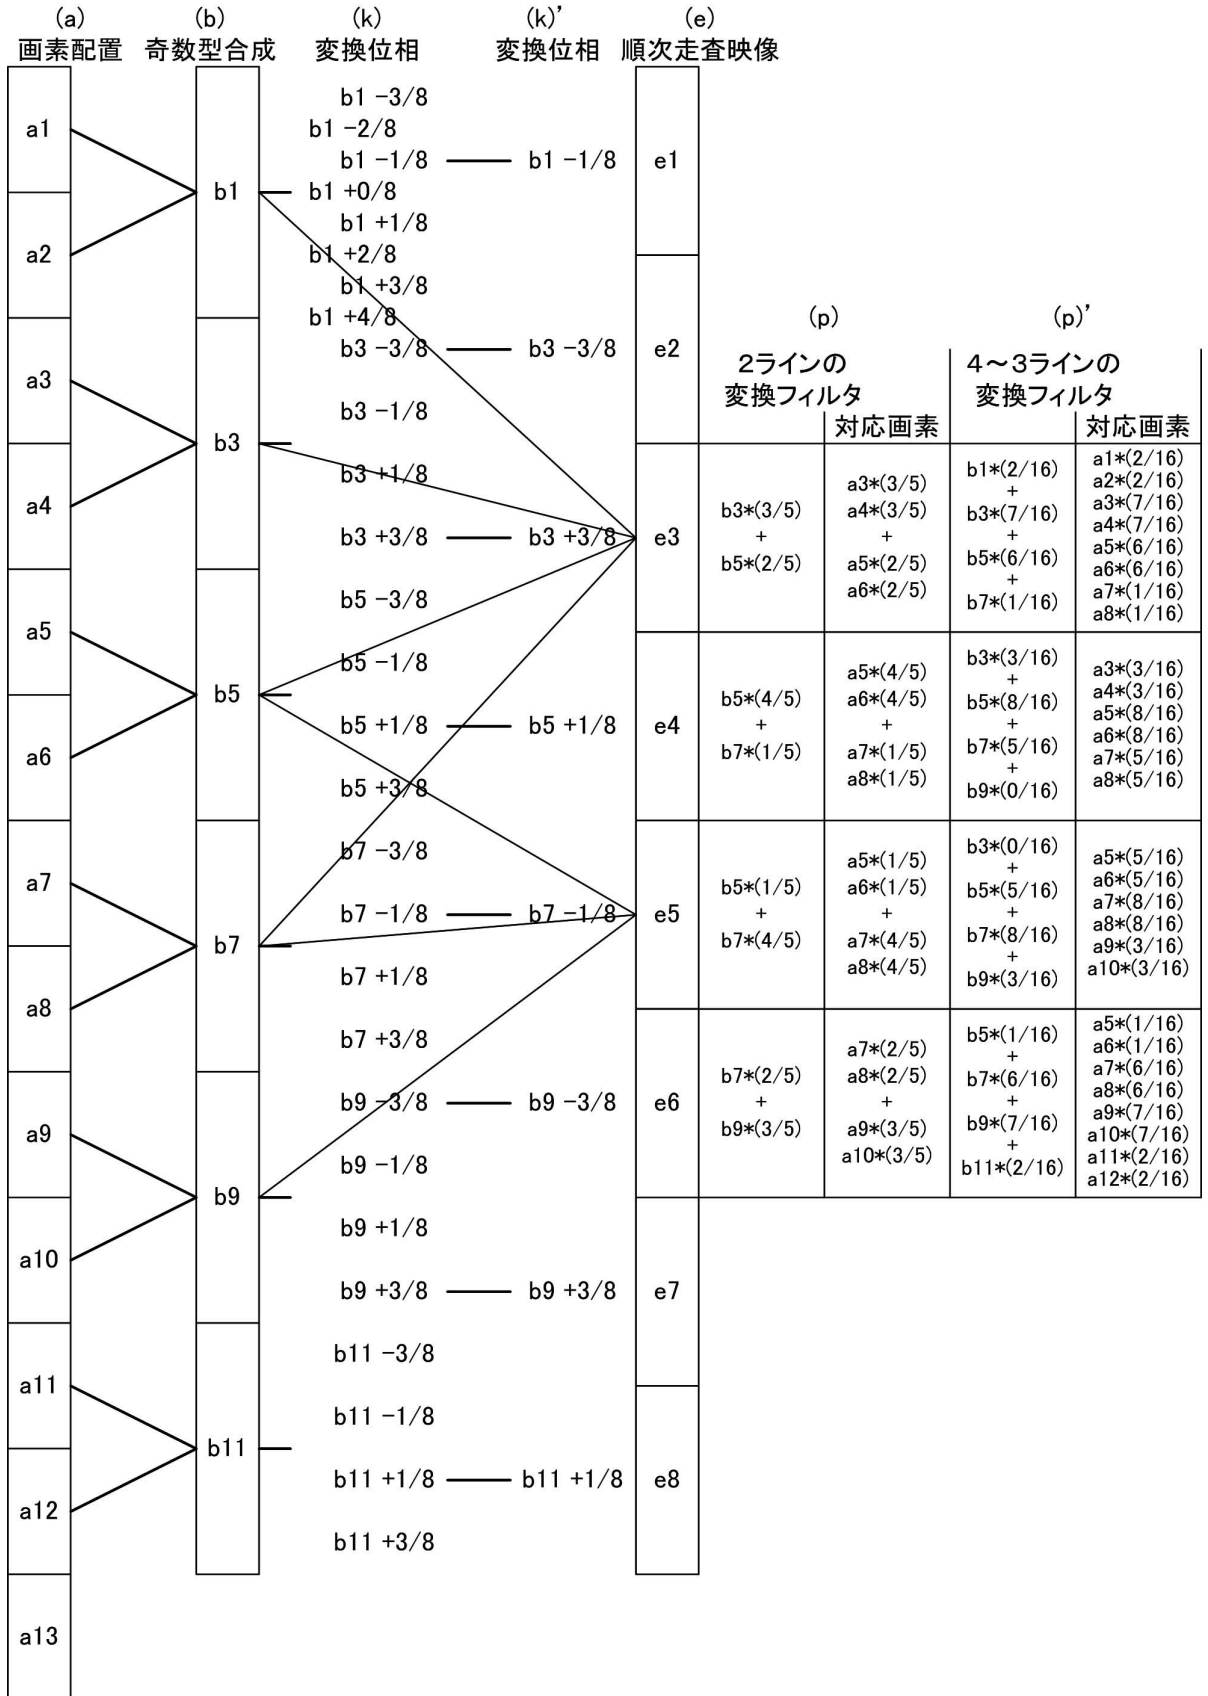 (a)
画素配置
(b)
奇数型合成
(k)
変換位相
(k)'
変換位相
(e)
順次走査映像
a1
a2
a3
a4
a5
a6
a7
a8
a9
a10
a11
a12
a13
b1
b3
b5
b7
b9
b11
b1 −3/8
b1 −2/8
b1 −1/8
b1 +0/8
b1 +1/8
b1 +2/8
b1 +3/8
b1 +4/8
b3 −3/8
b3 −1/8
b3 +1/8
b3 +3/8
b5 −3/8
b5 −1/8
b5 +1/8
b5 +3/8
b7 −3/8
b7 −1/8
b7 +1/8
b7 +3/8
b9 −3/8
b9 −1/8
b9 +1/8
b9 +3/8
b11 −3/8
b11 −1/8
b11 +1/8
b11 +3/8
b1 −1/8
b3 −3/8
b3 +3/8
b5 +1/8
b7 −1/8
b9 −3/8
b9 +3/8
b11 +1/8
e1
e2
e3
e4
e5
e6
e7
e8
(p)
2ラインの
変換フィルタ
対応画素
(p)'
4〜3ラインの
変換フィルタ
対応画素
b3*(3/5)
+
b5*(2/5)
a3*(3/5)
a4*(3/5)
+
a5*(2/5)
a6*(2/5)
b1*(2/16)
+
b3*(7/16)
+
b5*(6/16)
+
b7*(1/16)
a1*(2/16)
a2*(2/16)
a3*(7/16)
a4*(7/16)
a5*(6/16)
a6*(6/16)
a7*(1/16)
a8*(1/16)
b5*(4/5)
+
b7*(1/5)
a5*(4/5)
a6*(4/5)
+
a7*(1/5)
a8*(1/5)
b3*(3/16)
+
b5*(8/16)
+
b7*(5/16)
+
b9*(0/16)
a3*(3/16)
a4*(3/16)
a5*(8/16)
a6*(8/16)
a7*(5/16)
a8*(5/16)
b5*(1/5)
+
b7*(4/5)
a5*(1/5)
a6*(1/5)
+
a7*(4/5)
a8*(4/5)
b3*(0/16)
+
b5*(5/16)
+
b7*(8/16)
+
b9*(3/16)
a5*(5/16)
a6*(5/16)
a7*(8/16)
a8*(8/16)
a9*(3/16)
a10*(3/16)
b7*(2/5)
+
b9*(3/5)
a7*(2/5)
a8*(2/5)
+
a9*(3/5)
a10*(3/5)
b5*(1/16)
+
b7*(6/16)
+
b9*(7/16)
+
b11*(2/16)
a5*(1/16)
a6*(1/16)
a7*(6/16)
a8*(6/16)
a9*(7/16)
a10*(7/16)
a11*(2/16)
a12*(2/16)